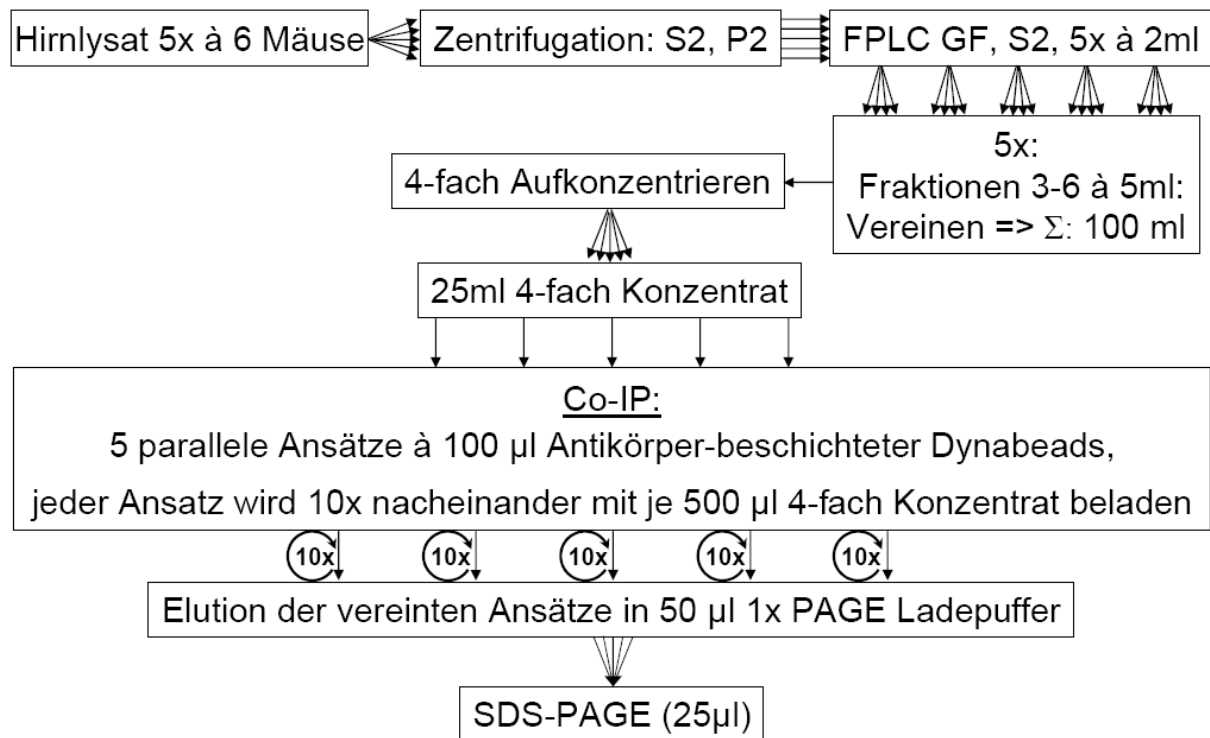 Hirnlysat 5x à 6 Mäuse
Zentrifugation: S2, P2
FPLC GF, S2, 5x à 2ml
5x:
Fraktionen 3-6 à 5ml:
Vereinen => Σ: 100 ml
4-fach Aufkonzentrieren
25ml 4-fach Konzentrat
Co-IP:
5 parallele Ansätze à 100 µl Antikörper-beschichteter Dynabeads,
jeder Ansatz wird 10x nacheinander mit je 500 µl 4-fach Konzentrat beladen
10x
10x
10x
10x
10x
Elution der vereinten Ansätze in 50 µl 1x PAGE Ladepuffer
SDS-PAGE (25µl)